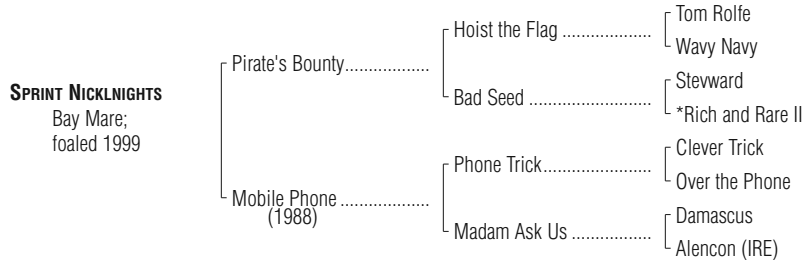 Tom Rolfe
Hoist the Flag ....................
Wavy Navy
Pirate's Bounty...................
Stevward
Bad Seed ...........................
*Rich and Rare II
SPRINT NICKLNIGHTS
Bay Mare;
foaled 1999
Clever Trick
Phone Trick........................
Over the Phone
Mobile Phone ....................
(1988)
Damascus
Madam Ask Us ..................
Alencon (IRE)